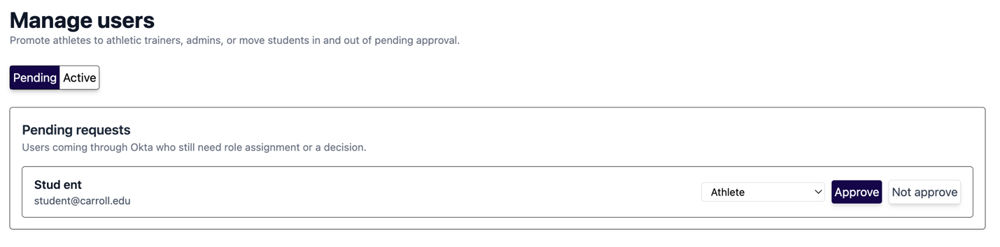 Manage users
Promote athletes to athletic trainers, admins, or move students in and out of pending approval.
Pending Active
Pending requests
Users coming through Okta who still need role assignment or a decision.
Stud ent
student@carroll.edu
Athlete Approve Not approve